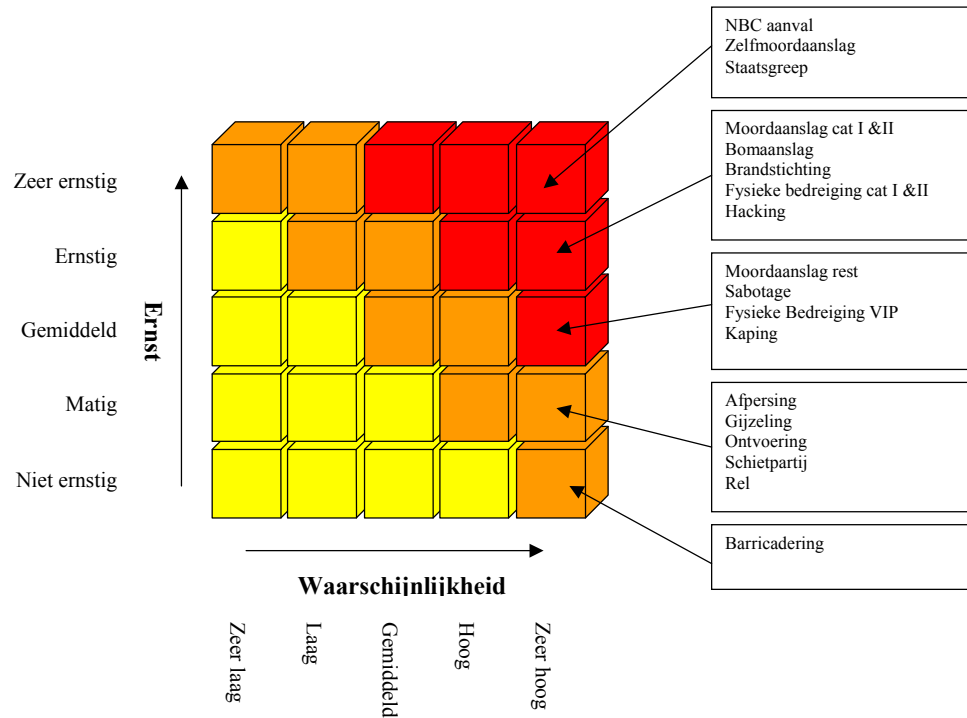 NBC aanval
Zelfmoordaanslag
Staatsgreep
Moordaanslag cat I &II
Bomaanslag
Brandstichting
Fysieke bedreiging cat I &II
Hacking
Moordaanslag rest
Sabotage
Fysieke Bedreiging VIP
Kaping
Afpersing
Gijzeling
Ontvoering
Schietpartij
Rel
Barricadering
Zeer ernstig
Ernstig
Gemiddeld
Matig
Niet ernstig
Ernst
Waarschijnlijkheid
Zeer laag
Laag
Gemiddeld
Hoog
Zeer hoog